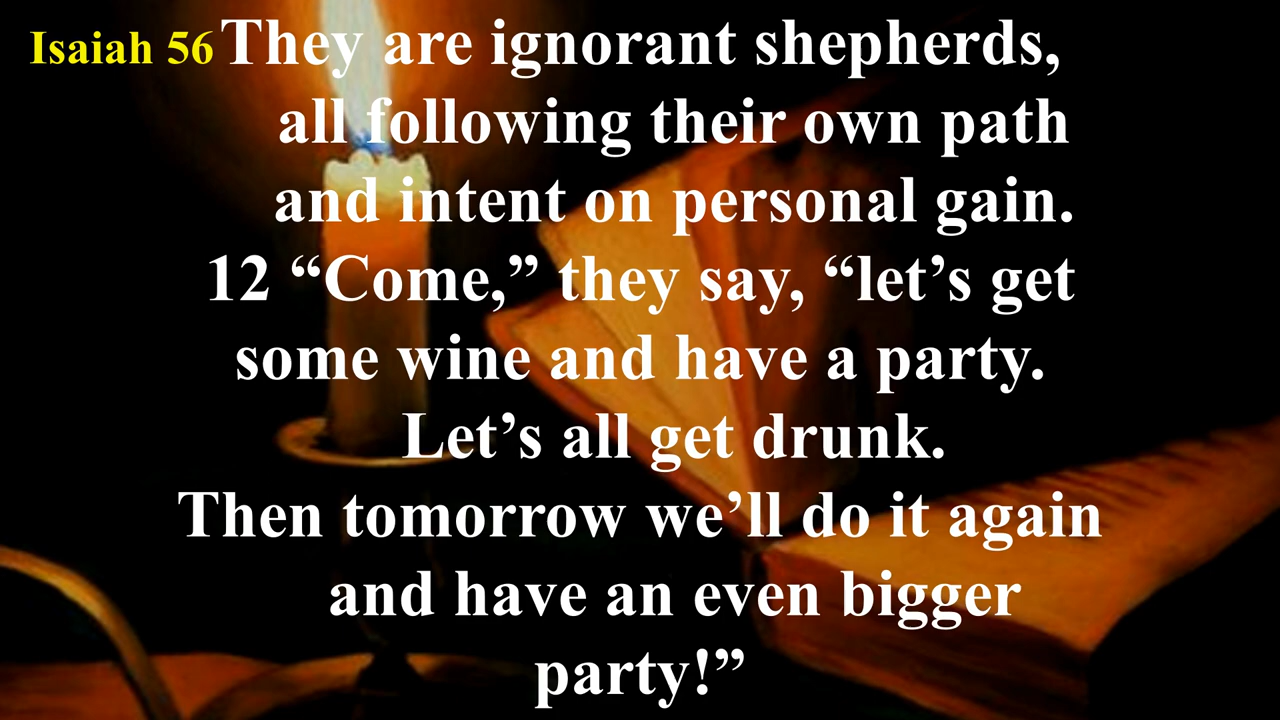 Isaiah 56 They are ignorant shepherds,
all following their own path
and intent on personal gain.
12 “Come,” they say, “let’s get
some wine and have a party.
Let’s all get drunk.
Then tomorrow we’ll do it again
and have an even bigger
party!”